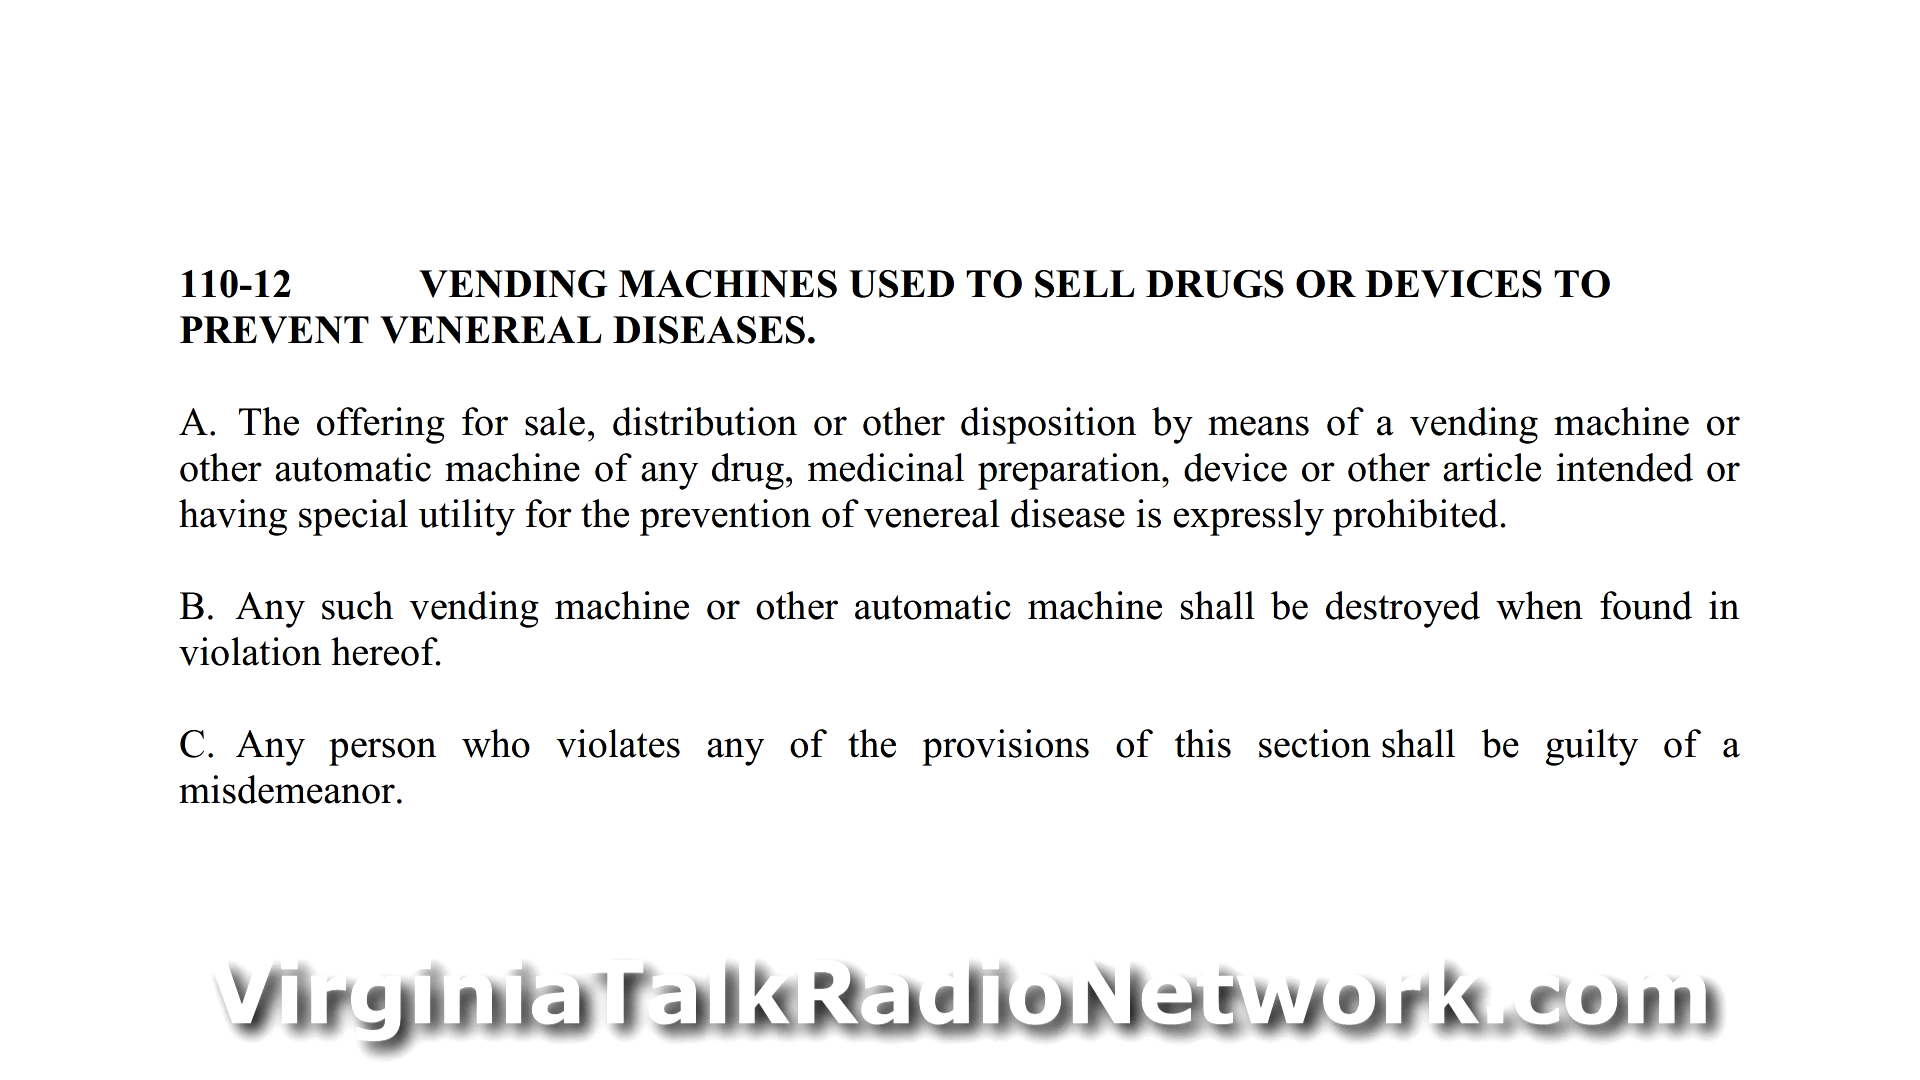 110-12 VENDING MACHINES USED TO SELL DRUGS OR DEVICES TO
PREVENT VENEREAL DISEASES.
A. The offering for sale, distribution or other disposition by means of a vending machine or
other automatic machine of any drug, medicinal preparation, device or other article intended or
having special utility for the prevention of venereal disease is expressly prohibited.
B. Any such vending machine or other automatic machine shall be destroyed when found in
violation hereof.
C. Any person who violates any of the provisions of this section shall be guilty of a
misdemeanor.
VirginiaTalkRadioNetwork.com